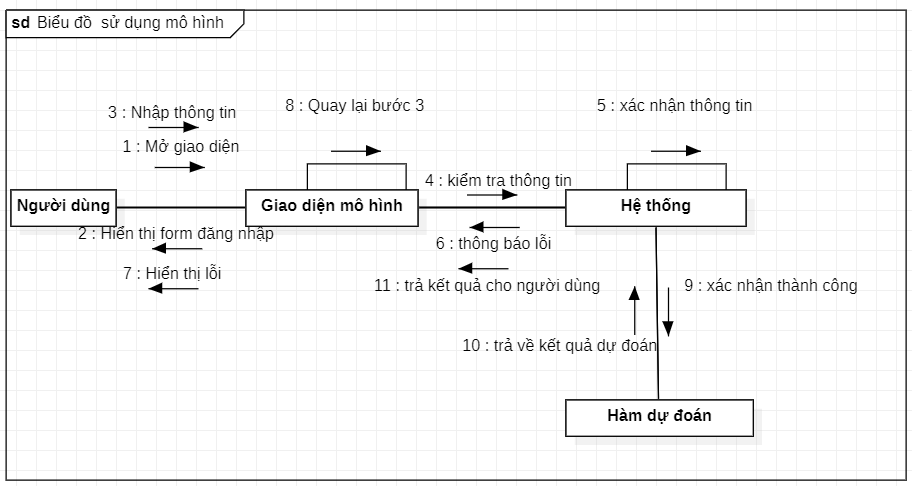 sd Biểu đồ sử dụng mô hình
3 : Nhập thông tin
8 : Quay lại bước 3
5 : xác nhận thông tin
1 : Mở giao diện
4 : kiểm tra thông tin
Người dùng
Giao diện mô hình
Hệ thống
2 : Hiển thị form đăng nhập
6 : thông báo lỗi
7 : Hiển thị lỗi
11 : trả kết quả cho người dùng
9 : xác nhận thành công
10 : trả về kết quả dự đoán
Hàm dự đoán